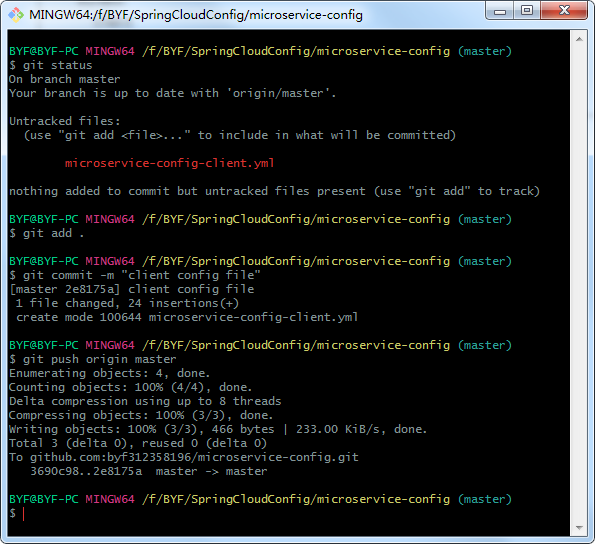 MINGW64:/f/BYF/SpringCloudConfig/microservice-config
BYF@BYF-PC MINGW64 /f/BYF/SpringCloudConfig/microservice-config (master)
$ git status
On branch master
Your branch is up to date with 'origin/master'.
Untracked files:
(use "git add <file>..." to include in what will be committed)
microservice-config-client.yml
nothing added to commit but untracked files present (use "git add" to track)
BYF@BYF-PC MINGW64 /f/BYF/SpringCloudConfig/microservice-config (master)
$ git add .
BYF@BYF-PC MINGW64 /f/BYF/SpringCloudConfig/microservice-config (master)
$ git commit -m "client config file"
[master 2e8175a] client config file
1 file changed, 24 insertions(+)
create mode 100644 microservice-config-client.yml
BYF@BYF-PC MINGW64 /f/BYF/SpringCloudConfig/microservice-config (master)
$ git push origin master
Enumerating objects: 4, done.
Counting objects: 100% (4/4), done.
Delta compression using up to 8 threads
Compressing objects: 100% (3/3), done.
Writing objects: 100% (3/3), 466 bytes | 233.00 KiB/s, done.
Total 3 (delta 0), reused 0 (delta 0)
To github.com:byf312358196/microservice-config.git
3690c98..2e8175a master -> master
BYF@BYF-PC MINGW64 /f/BYF/SpringCloudConfig/microservice-config (master)
$